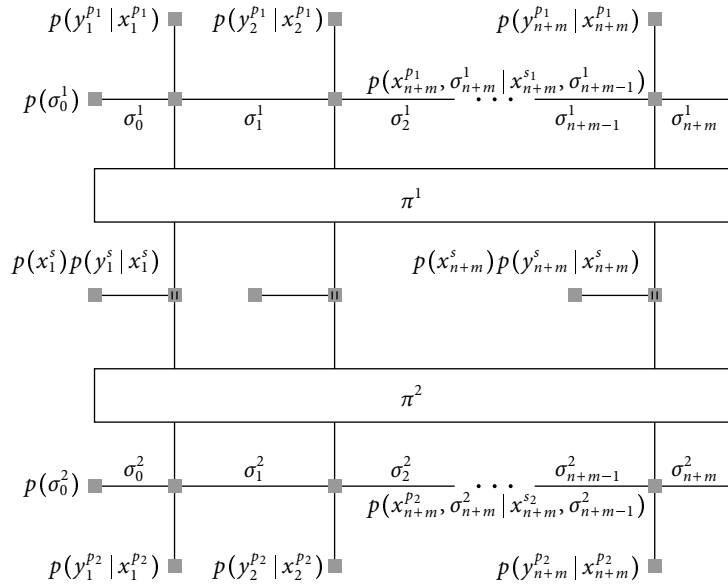 p(y_1^{p_1} | x_1^{p_1}) p(y_2^{p_1} | x_2^{p_1}) p(y_{n+m}^{p_1} | x_{n+m}^{p_1})
p(x_{n+m}^{p_1}, σ_{n+m}^1 | x_{n+m}^{s_1}, σ_{n+m-1}^1)
p(σ_0^1) · · ·
σ_0^1 σ_1^1 σ_2^1 σ_{n+m-1}^1 σ_{n+m}^1
π^1
p(x_1^s) p(y_1^s | x_1^s) p(x_{n+m}^s) p(y_{n+m}^s | x_{n+m}^s)
= = =
π^2
σ_0^2 σ_1^2 σ_2^2 σ_{n+m-1}^2 σ_{n+m}^2
p(σ_0^2) · · ·
p(x_{n+m}^{p_2}, σ_{n+m}^2 | x_{n+m}^{s_2}, σ_{n+m-1}^2)
p(y_1^{p_2} | x_1^{p_2}) p(y_2^{p_2} | x_2^{p_2}) p(y_{n+m}^{p_2} | x_{n+m}^{p_2})